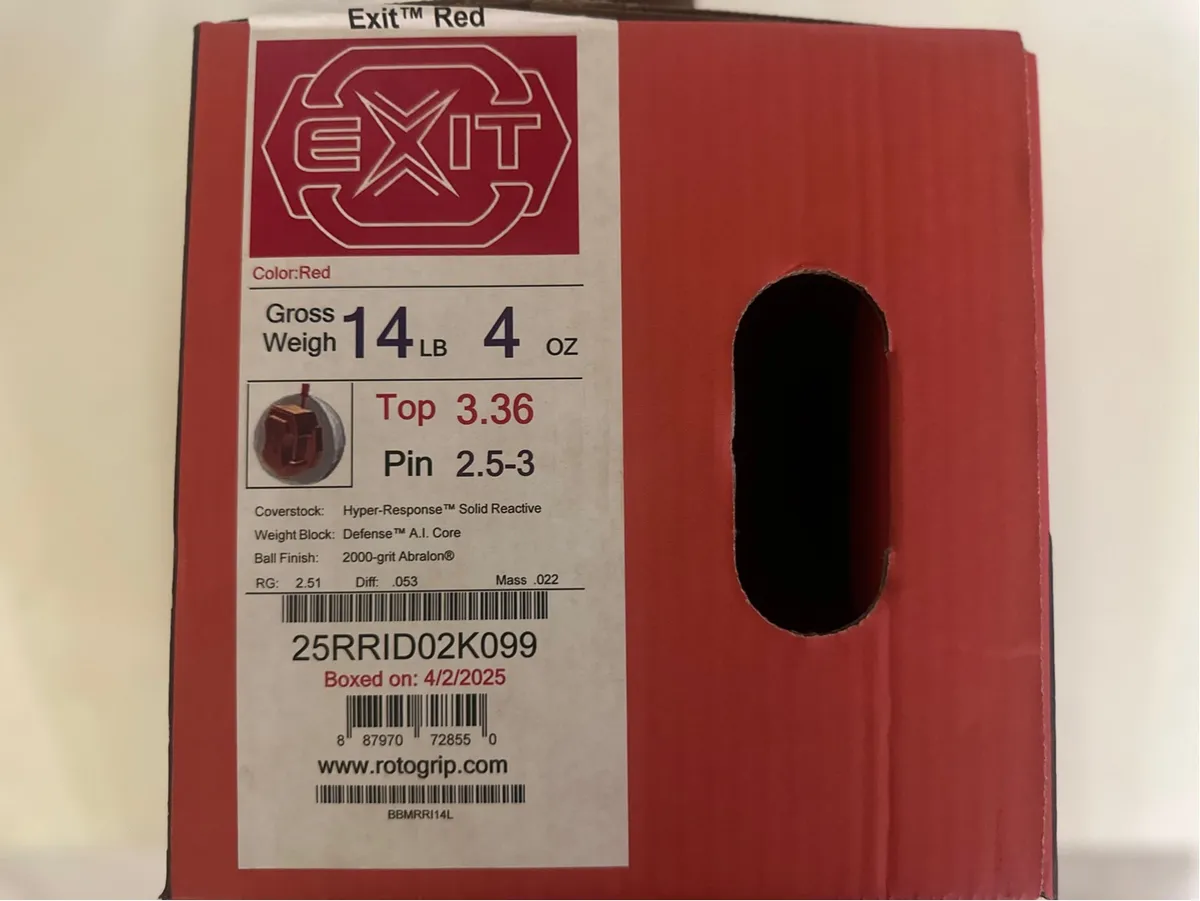 Exit™ Red
EXIT
Color:Red
Gross Weigh 14 LB 4 OZ
Top 3.36
Pin 2.5-3
Coverstock: Hyper-Response™ Solid Reactive
Weight Block: Defense™ A.I. Core
Ball Finish: 2000-grit Abralon®
RG: 2.51 Diff: .053 Mass .022
25RRID02K099
Boxed on: 4/2/2025
8 87970 72855 0
www.rotogrip.com
BBMRRI14L